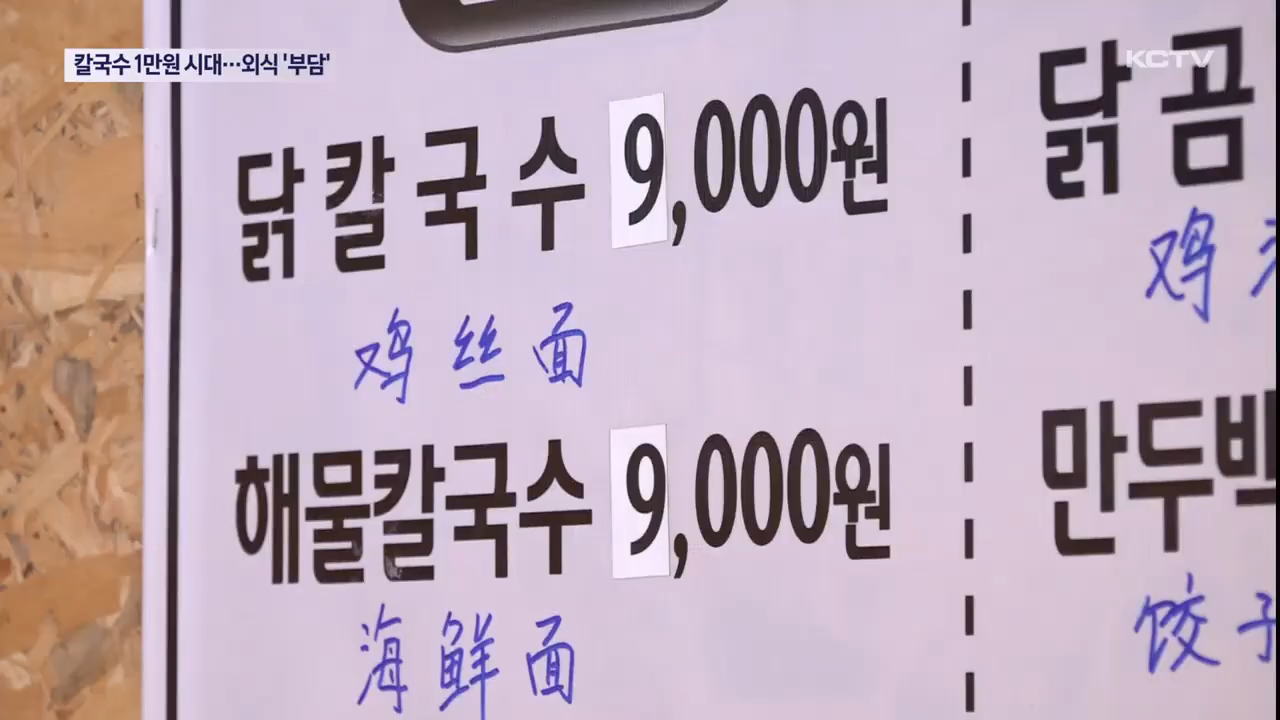 칼국수 1만원 시대…외식 '부담'
KCTV
닭칼국수 9,000원
鸡丝面
해물칼국수 9,000원
海鲜面
닭곰
鸡
만두백
饺子